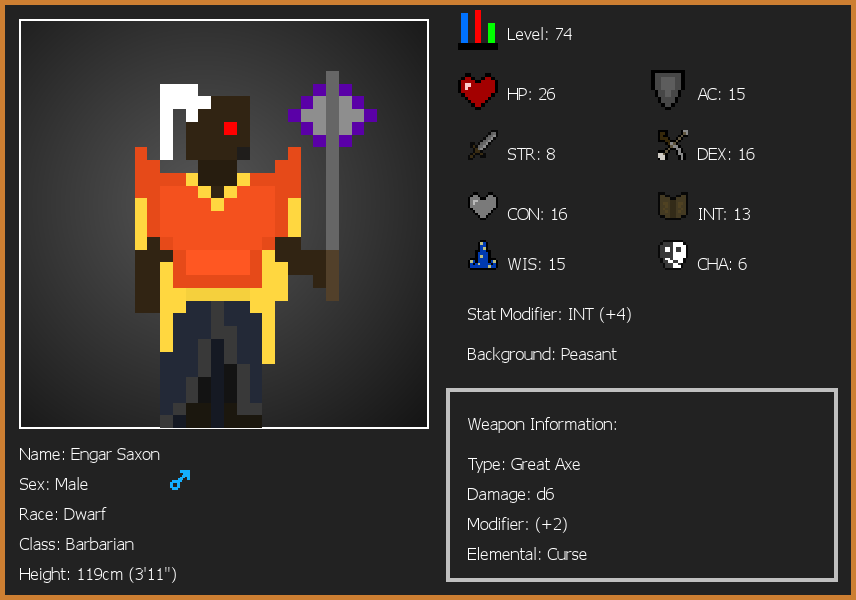 Level: 74
HP: 26
AC: 15
STR: 8
DEX: 16
CON: 16
INT: 13
WIS: 15
CHA: 6
Stat Modifier: INT (+4)
Background: Peasant
Weapon Information:
Type: Great Axe
Damage: d6
Modifier: (+2)
Elemental: Curse
Name: Engar Saxon
Sex: Male
Race: Dwarf
Class: Barbarian
Height: 119cm (3'11")